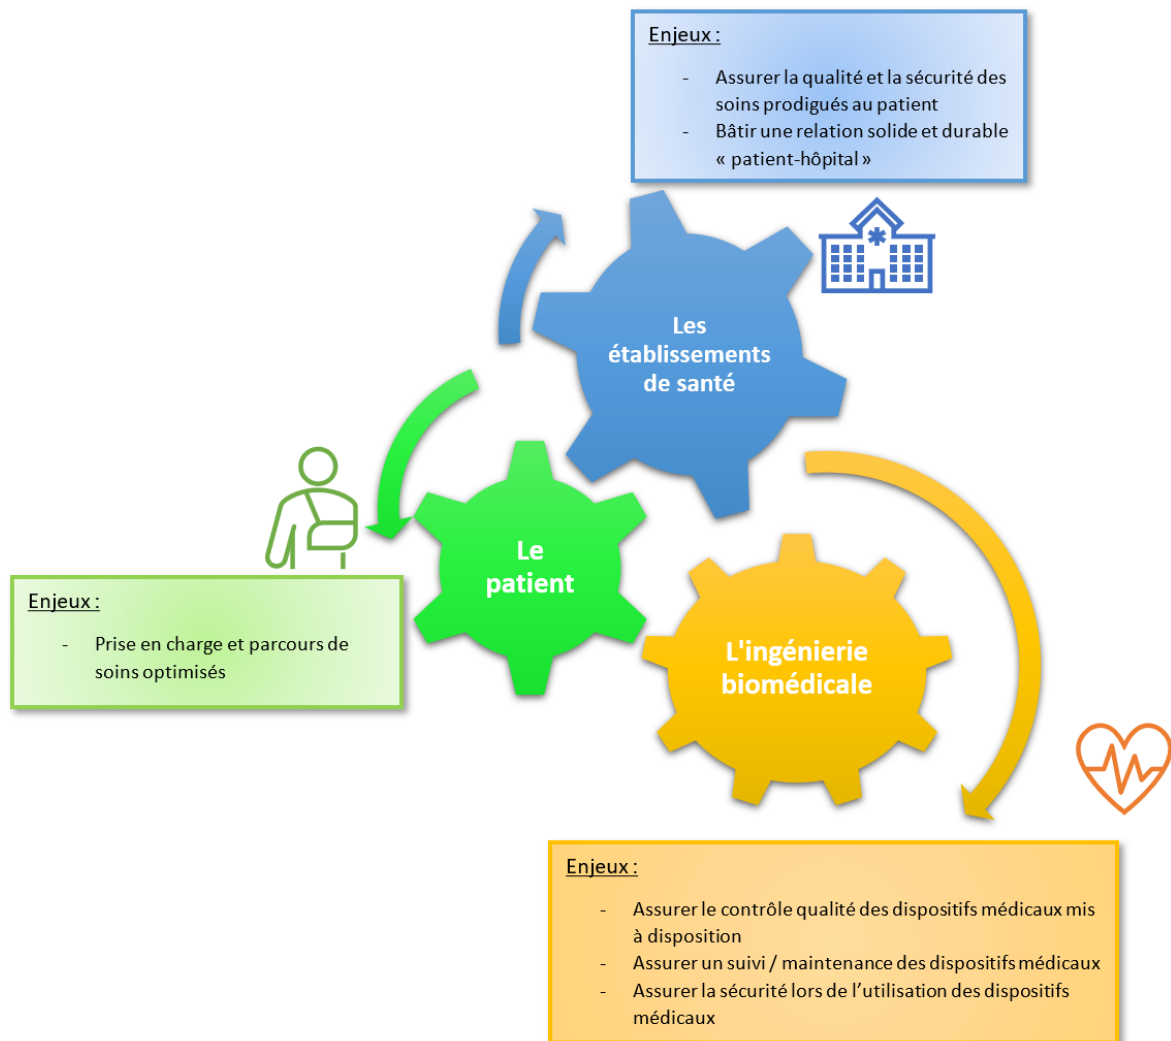 Enjeux :
- Assurer la qualité et la sécurité des
soins prodigués au patient
- Bâtir une relation solide et durable
« patient-hôpital »
Les
établissements
de santé
Le
patient
Enjeux :
- Prise en charge et parcours de
soins optimisés
L'ingénierie
biomédicale
Enjeux :
- Assurer le contrôle qualité des dispositifs médicaux mis
à disposition
- Assurer un suivi / maintenance des dispositifs médicaux
- Assurer la sécurité lors de l’utilisation des dispositifs
médicaux